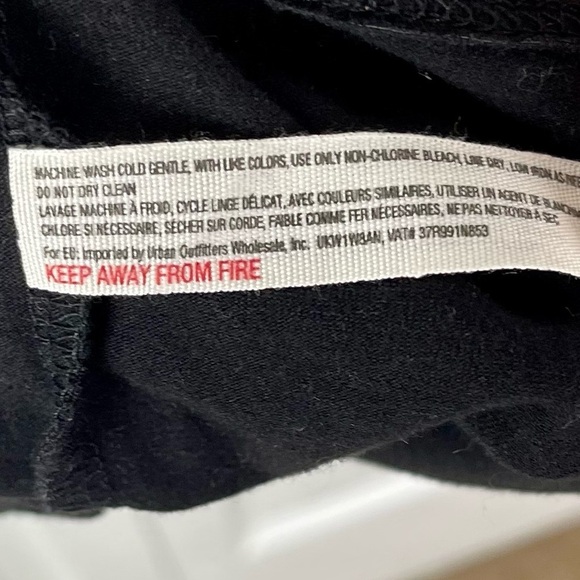 MACHINE WASH COLD GENTLE, WITH LIKE COLORS, USE ONLY NON-CHLORINE BLEACH, LINE DRY, LOW IRON AS
DO NOT DRY CLEAN
LAVAGE MACHINE À FROID, CYCLE LINGE DÉLICAT, AVEC COULEURS SIMILAIRES, UTILISER UN AGENT DE
CHLORE SI NECESSAIRE, SÉCHER SUR CORDE, FAIBLE COMME FER NÉCESSAIRES, NE PAS NETTOYER À SEC,
For EB: Imported by Urban Outfitters Wholesale, Inc. UKW1W8AN, VAT# 37R991N853
KEEP AWAY FROM FIRE